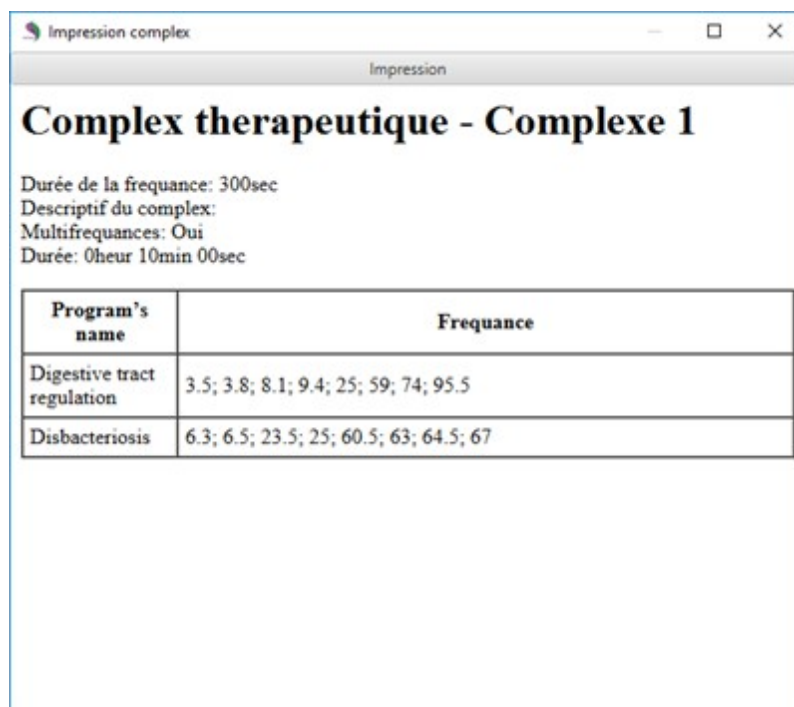 Impression complex
Impression
Complex therapeutique - Complexe 1
Durée de la frequance: 300sec
Descriptif du complex:
Multifrequances: Oui
Durée: 0heur 10min 00sec
Program’s
name
Frequance
Digestive tract
regulation
3.5; 3.8; 8.1; 9.4; 25; 59; 74; 95.5
Disbacteriosis
6.3; 6.5; 23.5; 25; 60.5; 63; 64.5; 67